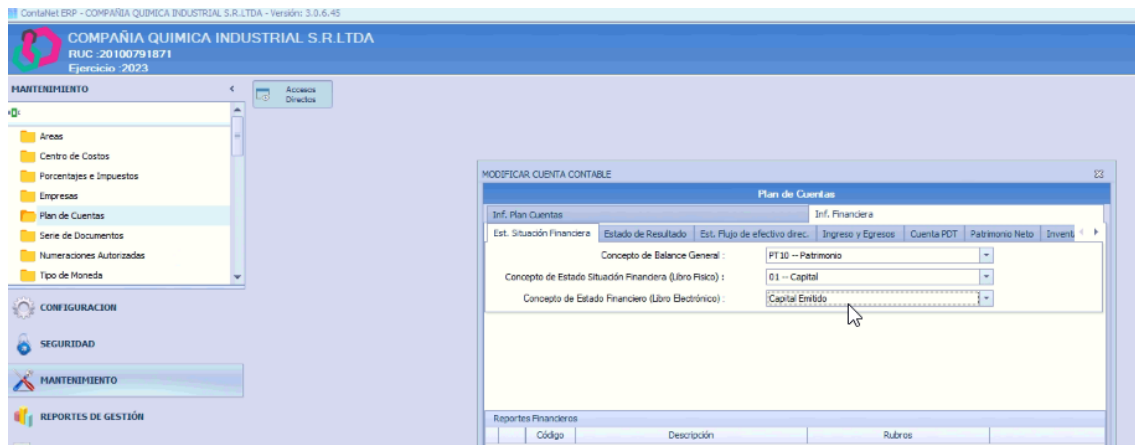 ContaNet ERP - COMPAÑIA QUIMICA INDUSTRIAL S.R.LTDA - Versión: 3.0.6.45
COMPAÑIA QUIMICA INDUSTRIAL S.R.LTDA
RUC :20100791871
Ejercicio :2023
MANTENIMIENTO
Accesos
Directos
Areas
Centro de Costos
Porcentajes e Impuestos
Empresas
Plan de Cuentas
Serie de Documentos
Numeraciones Autorizadas
Tipo de Moneda
CONFIGURACION
SEGURIDAD
MANTENIMIENTO
REPORTES DE GESTIÓN
MODIFICAR CUENTA CONTABLE
Plan de Cuentas
Inf. Plan Cuentas Inf. Financiera
Est. Situación Financiera Estado de Resultado Est. Flujo de efectivo direc. Ingreso y Egresos Cuenta PDT Patrimonio Neto Invent
Concepto de Balance General : PT10 -- Patrimonio
Concepto de Estado Situación Financiera (Libro Fisico) : 01 -- Capital
Concepto de Estado Financiero (Libro Electrónico) : Capital Emitido
Reportes Financieros
Código Descripción Rubros